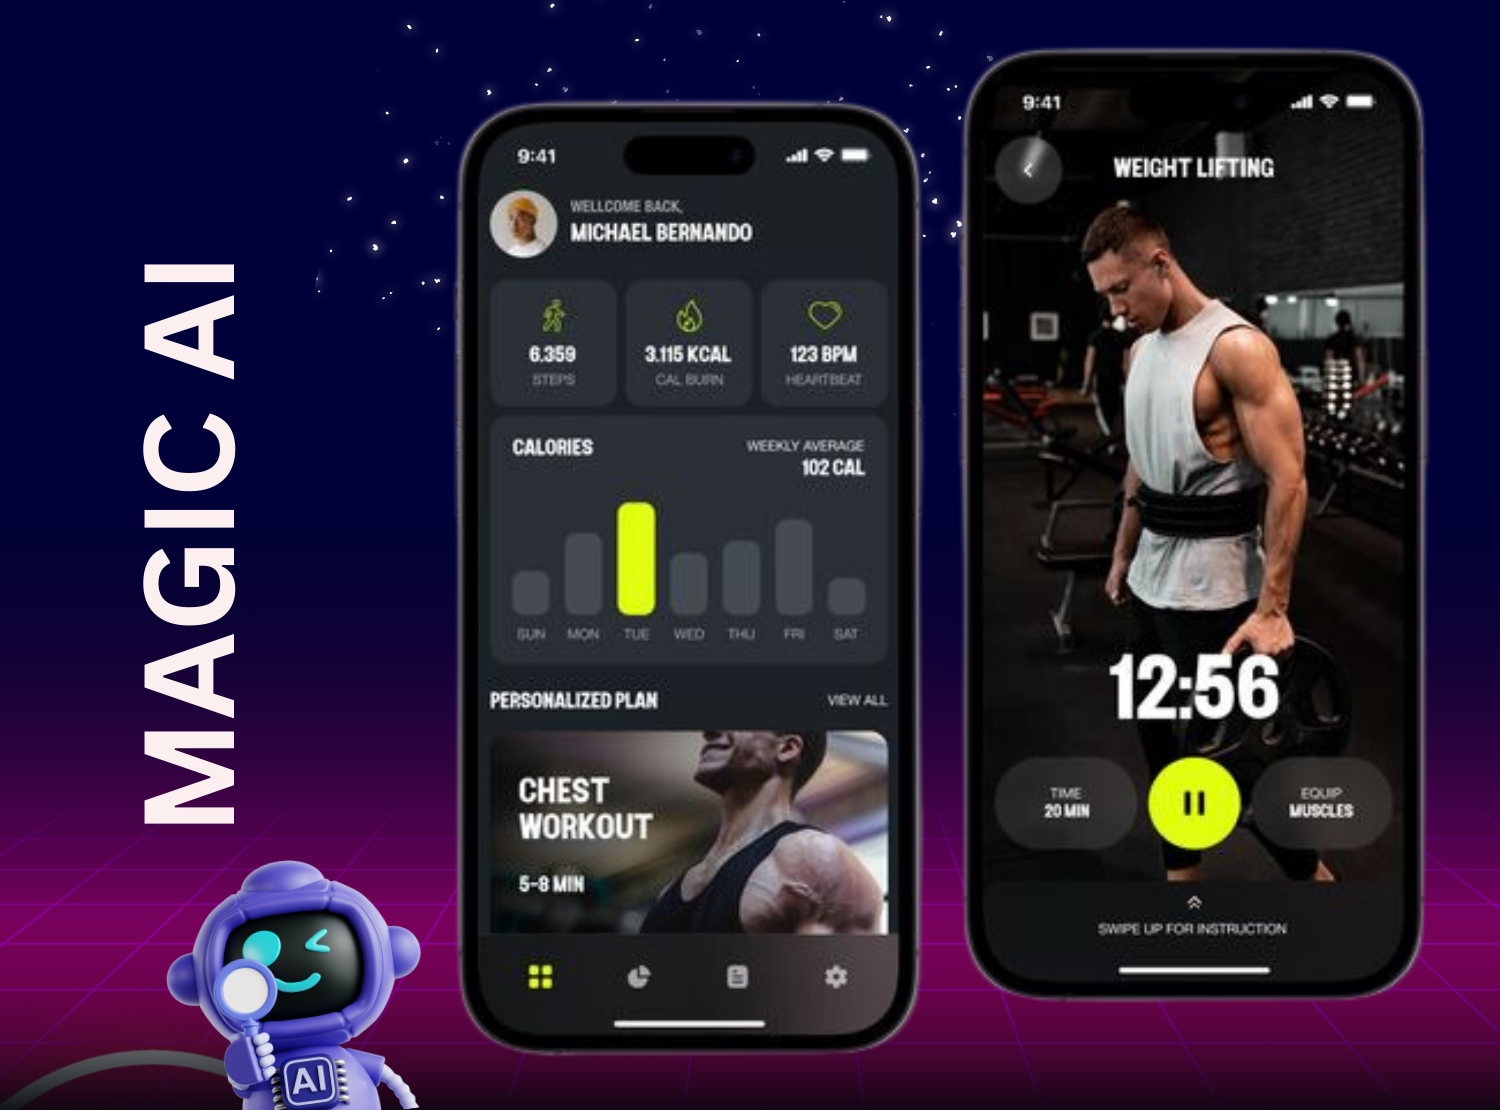 MAGIC AI
9:41
WELLCOME BACK,
MICHAEL BERNANDO
6.359
STEPS
3.115 KCAL
CAL BURN
123 BPM
HEARTBEAT
CALORIES
WEEKLY AVERAGE
102 CAL
SUN MON TUE WED THU FRI SAT
PERSONALIZED PLAN
VIEW ALL
CHEST
WORKOUT
5-8 MIN
AI
9:41
WEIGHT LIFTING
12:56
TIME
20 MIN
EQUIP
MUSCLES
SWIPE UP FOR INSTRUCTION